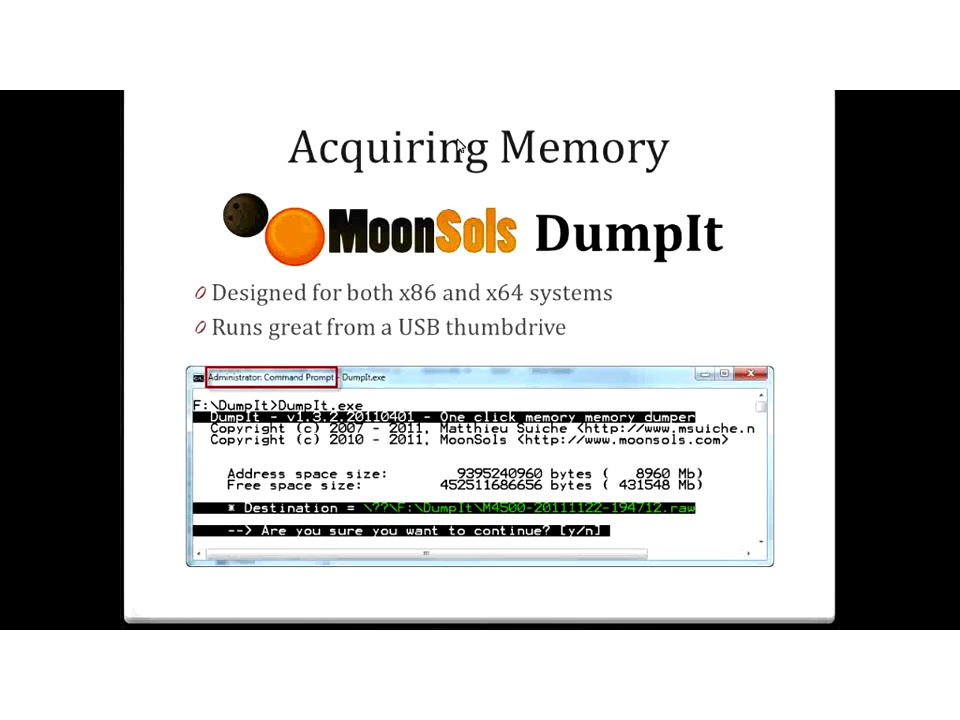 Acquiring Memory
MoonSols DumpIt
Designed for both x86 and x64 systems
Runs great from a USB thumbdrive
Administrator: Command Prompt - DumpIt.exe
F:\DumpIt>DumpIt.exe
DumpIt - v1.3.2.20110401 - One click memory memory dumper
Copyright (c) 2007 - 2011, Matthieu Suiche <http://www.msuiche.n
Copyright (c) 2010 - 2011, MoonSols <http://www.moonsols.com>
Address space size: 9395240960 bytes ( 8960 Mb)
Free space size: 452511686656 bytes ( 431548 Mb)
* Destination = \??\F:\DumpIt\M4500-20111122-194712.raw
--> Are you sure you want to continue? [y/n]